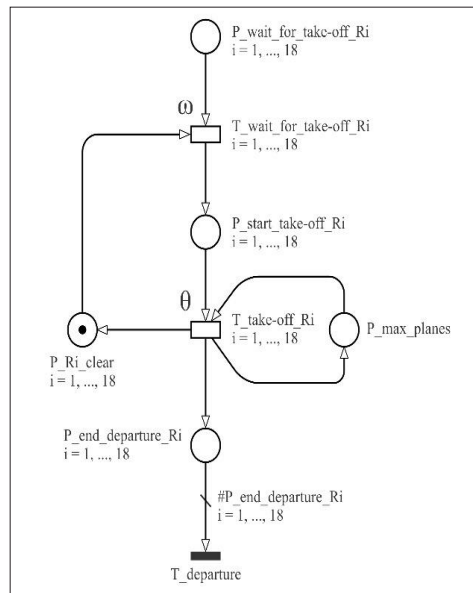 P_wait_for_take-off_Ri
i = 1, ..., 18
ω
T_wait_for_take-off_Ri
i = 1, ..., 18
P_start_take-off_Ri
i = 1, ..., 18
θ
T_take-off_Ri
i = 1, ..., 18
P_max_planes
P_Ri_clear
i = 1, ..., 18
P_end_departure_Ri
i = 1, ..., 18
#P_end_departure_Ri
i = 1, ..., 18
T_departure